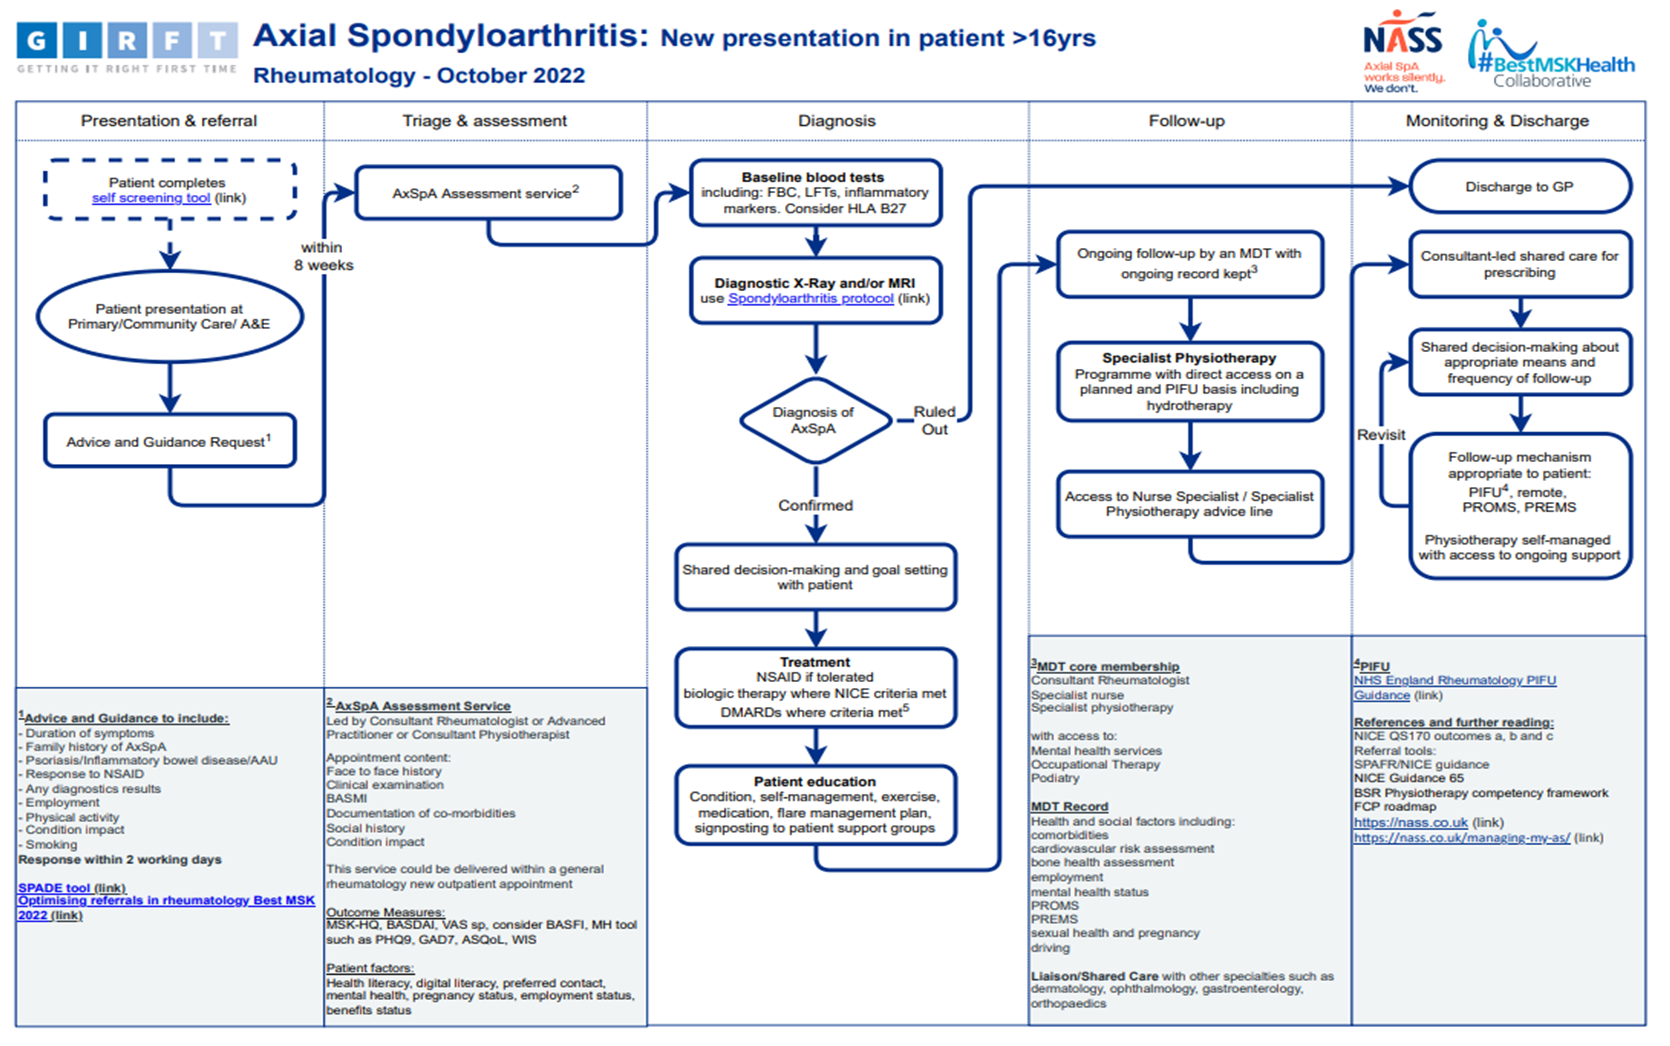 GIRFT
GETTING IT RIGHT FIRST TIME
Axial Spondyloarthritis: New presentation in patient >16yrs
Rheumatology - October 2022
NASS
Axial SpA
works silently.
We don't.
#BestMSKHealth
Collaborative
Presentation & referral
Triage & assessment
Diagnosis
Follow-up
Monitoring & Discharge
Patient completes
self screening tool (link)
Patient presentation at
Primary/Community Care/ A&E
Advice and Guidance Request1
within
8 weeks
AxSpA Assessment service2
Baseline blood tests
including: FBC, LFTs, inflammatory
markers. Consider HLA B27
Diagnostic X-Ray and/or MRI
use Spondyloarthritis protocol (link)
Diagnosis of
AxSpA
Ruled
Out
Confirmed
Shared decision-making and goal setting
with patient
Treatment
NSAID if tolerated
biologic therapy where NICE criteria met
DMARDs where criteria met5
Patient education
Condition, self-management, exercise,
medication, flare management plan,
signposting to patient support groups
Ongoing follow-up by an MDT with
ongoing record kept3
Specialist Physiotherapy
Programme with direct access on a
planned and PIFU basis including
hydrotherapy
Access to Nurse Specialist / Specialist
Physiotherapy advice line
Discharge to GP
Consultant-led shared care for
prescribing
Shared decision-making about
appropriate means and
frequency of follow-up
Revisit
Follow-up mechanism
appropriate to patient:
PIFU4, remote,
PROMS, PREMS
Physiotherapy self-managed
with access to ongoing support
1Advice and Guidance to include:
- Duration of symptoms
- Family history of AxSpA
- Psoriasis/Inflammatory bowel disease/AAU
- Response to NSAID
- Any diagnostics results
- Employment
- Physical activity
- Condition impact
- Smoking
Response within 2 working days
SPADE tool (link)
Optimising referrals in rheumatology Best MSK
2022 (link)
2 AxSpA Assessment Service
Led by Consultant Rheumatologist or Advanced
Practitioner or Consultant Physiotherapist
Appointment content:
Face to face history
Clinical examination
BASMI
Documentation of co-morbidities
Social history
Condition impact
This service could be delivered within a general
rheumatology new outpatient appointment
Outcome Measures:
MSK-HQ, BASDAI, VAS sp, consider BASFI, MH tool
such as PHQ9, GAD7, ASQoL, WIS
Patient factors:
Health literacy, digital literacy, preferred contact,
mental health, pregnancy status, employment status,
benefits status
3MDT core membership
Consultant Rheumatologist
Specialist nurse
Specialist physiotherapy
with access to:
Mental health services
Occupational Therapy
Podiatry
MDT Record
Health and social factors including:
comorbidities
cardiovascular risk assessment
bone health assessment
employment
mental health status
PROMS
PREMS
sexual health and pregnancy
driving
Liaison/Shared Care with other specialties such as
dermatology, ophthalmology, gastroenterology,
orthopaedics
4PIFU
NHS England Rheumatology PIFU
Guidance (link)
References and further reading:
NICE QS170 outcomes a, b and c
Referral tools:
SPAFR/NICE guidance
NICE Guidance 65
BSR Physiotherapy competency framework
FCP roadmap
https://nass.co.uk (link)
https://nass.co.uk/managing-my-as/ (link)